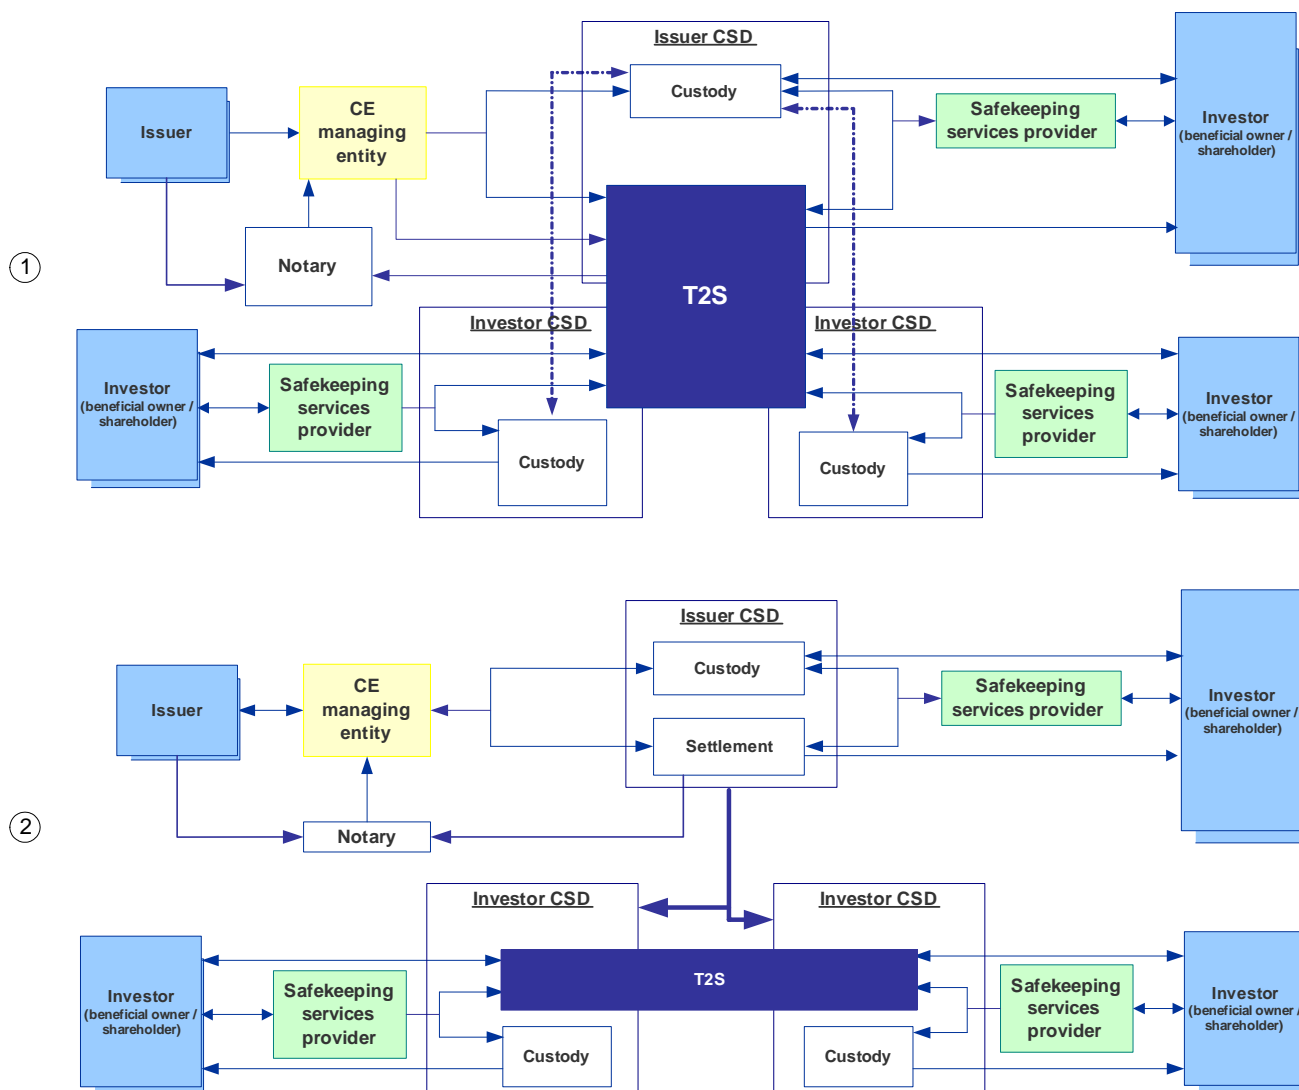 Issuer CSD
Custody
CE
managing
entity
Issuer
Safekeeping
services provider
Investor
(beneficial owner /
shareholder)
1
Notary
T2S
Investor CSD
Investor CSD
Investor
(beneficial owner /
shareholder)
Safekeeping
services
provider
Custody
Custody
Safekeeping
services
provider
Investor
(beneficial owner /
shareholder)
Issuer CSD
Custody
Issuer
CE
managing
entity
Safekeeping
services provider
Investor
(beneficial owner /
shareholder)
Settlement
2
Notary
Investor CSD
Investor CSD
T2S
Investor
(beneficial owner /
shareholder)
Safekeeping
services
provider
Custody
Custody
Safekeeping
services
provider
Investor
(beneficial owner /
shareholder)